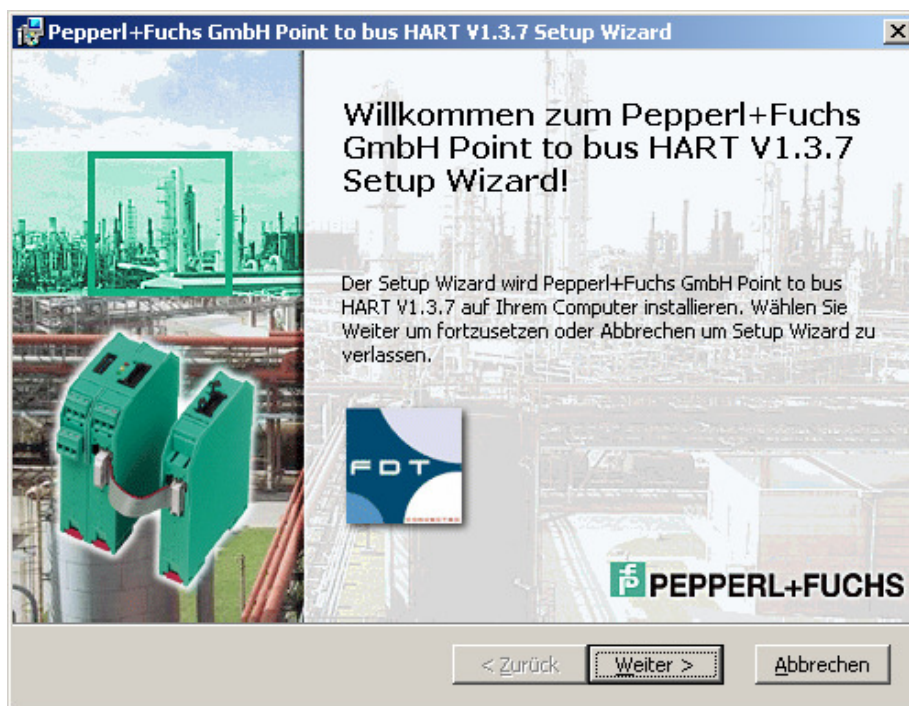 Pepperl+Fuchs GmbH Point to bus HART V1.3.7 Setup Wizard
Willkommen zum Pepperl+Fuchs
GmbH Point to bus HART V1.3.7
Setup Wizard!
Der Setup Wizard wird Pepperl+Fuchs GmbH Point to bus
HART V1.3.7 auf Ihrem Computer installieren. Wählen Sie
Weiter um fortzusetzen oder Abbrechen um Setup Wizard zu
verlassen.
FDT
PEPPERL+FUCHS
< Zurück
Weiter >
Abbrechen